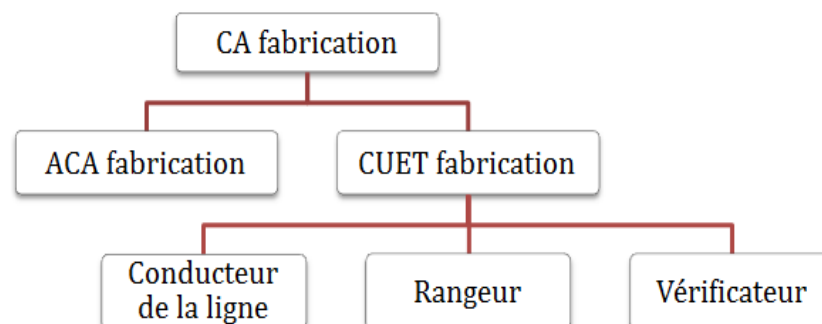 CA fabrication
ACA fabrication
CUET fabrication
Conducteur
de la ligne
Rangeur
Vérificateur